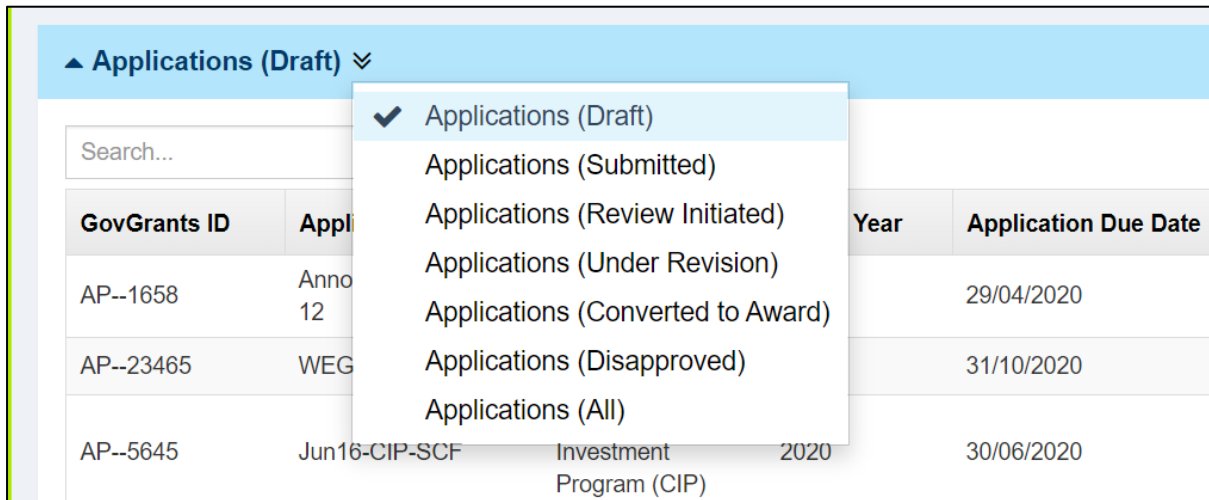 Applications (Draft)
Applications (Draft)
Applications (Submitted)
Applications (Review Initiated)
Applications (Under Revision)
Applications (Converted to Award)
Applications (Disapproved)
Applications (All)
Search...
GovGrants ID Appli Year Application Due Date
AP--1658 Anno 29/04/2020
12
AP--23465 WEG 31/10/2020
AP--5645 Jun16-CIP-SCF Investment 2020 30/06/2020
Program (CIP)